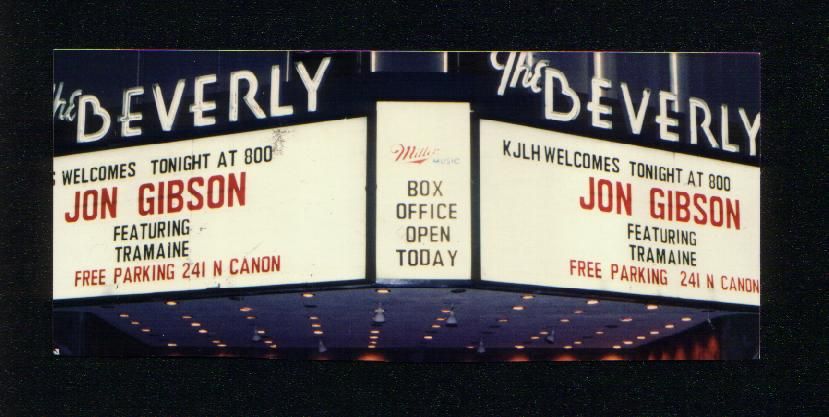 The BEVERLY
S WELCOMES TONIGHT AT 800
JON GIBSON
FEATURING
TRAMAINE
FREE PARKING 241 N CANON
Miller MUSIC
BOX
OFFICE
OPEN
TODAY
The BEVERLY
KJLH WELCOMES TONIGHT AT 800
JON GIBSON
FEATURING
TRAMAINE
FREE PARKING 241 N CANON